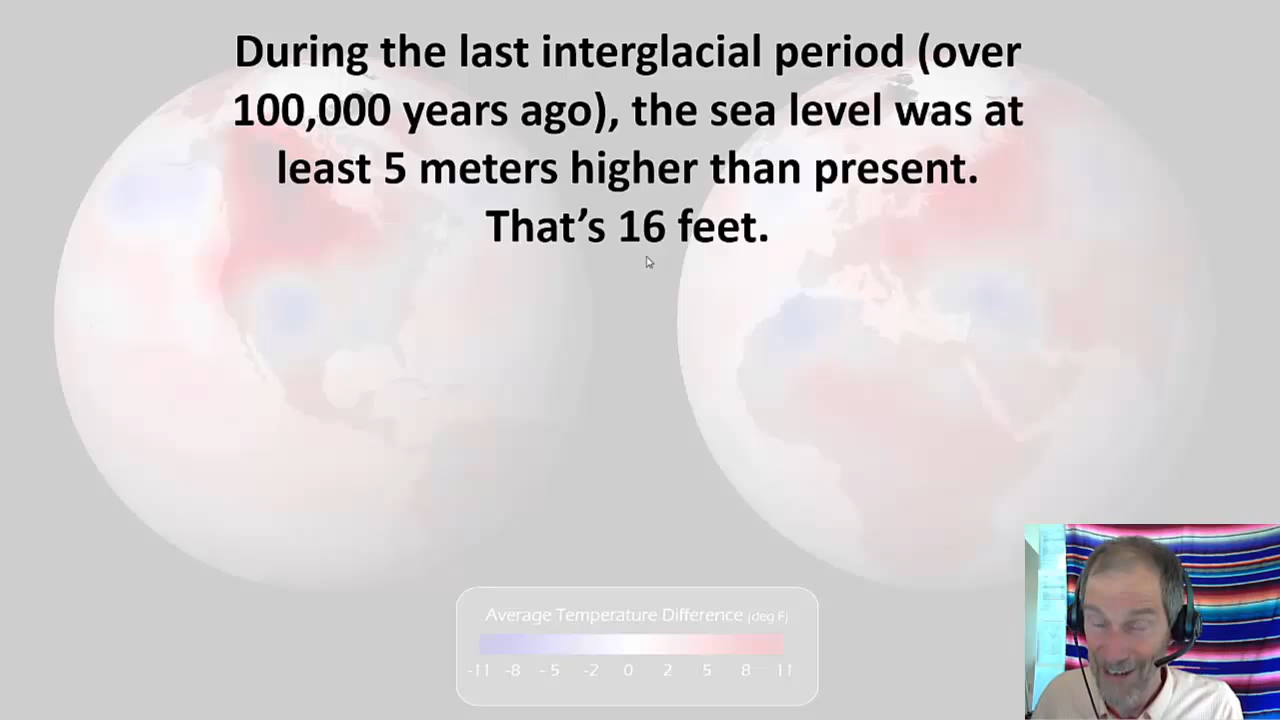 During the last interglacial period (over
100,000 years ago), the sea level was at
least 5 meters higher than present.
That's 16 feet.
Average Temperature Difference (deg F)
-11 -8 -5 -2 0 2 5 8 11